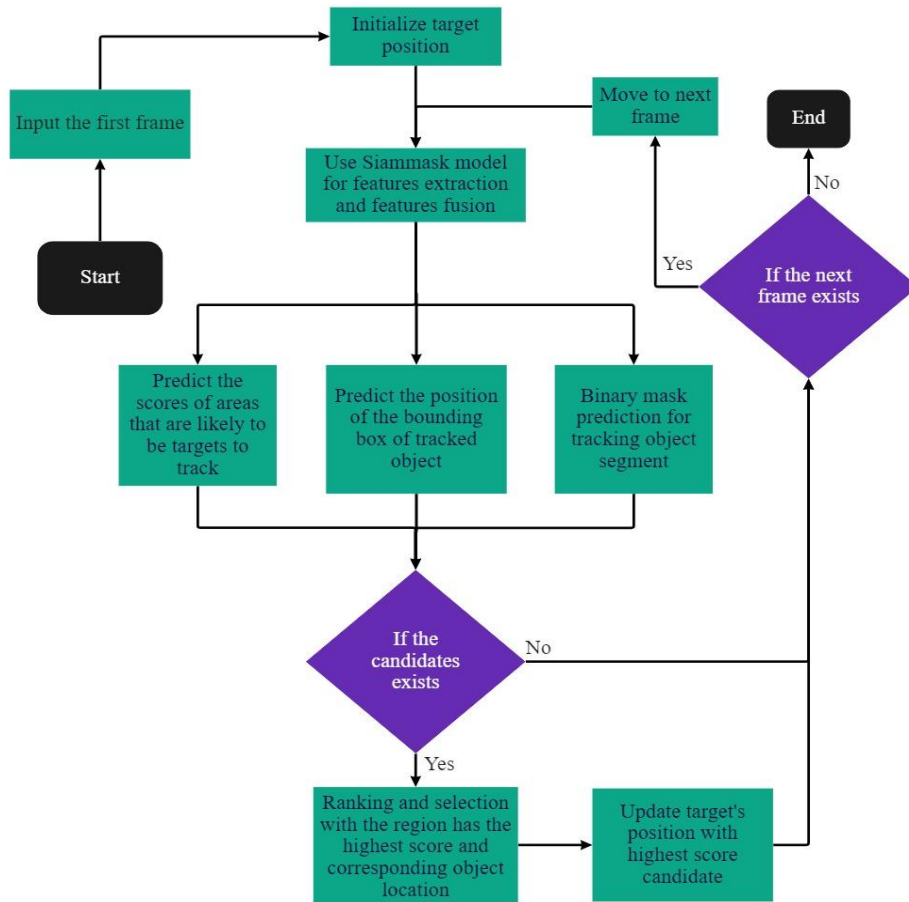 Initialize target
position
Input the first frame
Move to next
frame
End
Use Siammask model
for features extraction
and features fusion
No
Start
Yes
If the next
frame exists
Predict the
scores of areas
that are likely to
be targets to
track
Predict the position
of the bounding
box of tracked
object
Binary mask
prediction for
tracking object
segment
If the
candidates
exists
No
Yes
Ranking and selection
with the region has the
highest score and
corresponding object
location
Update target's
position with
highest score
candidate